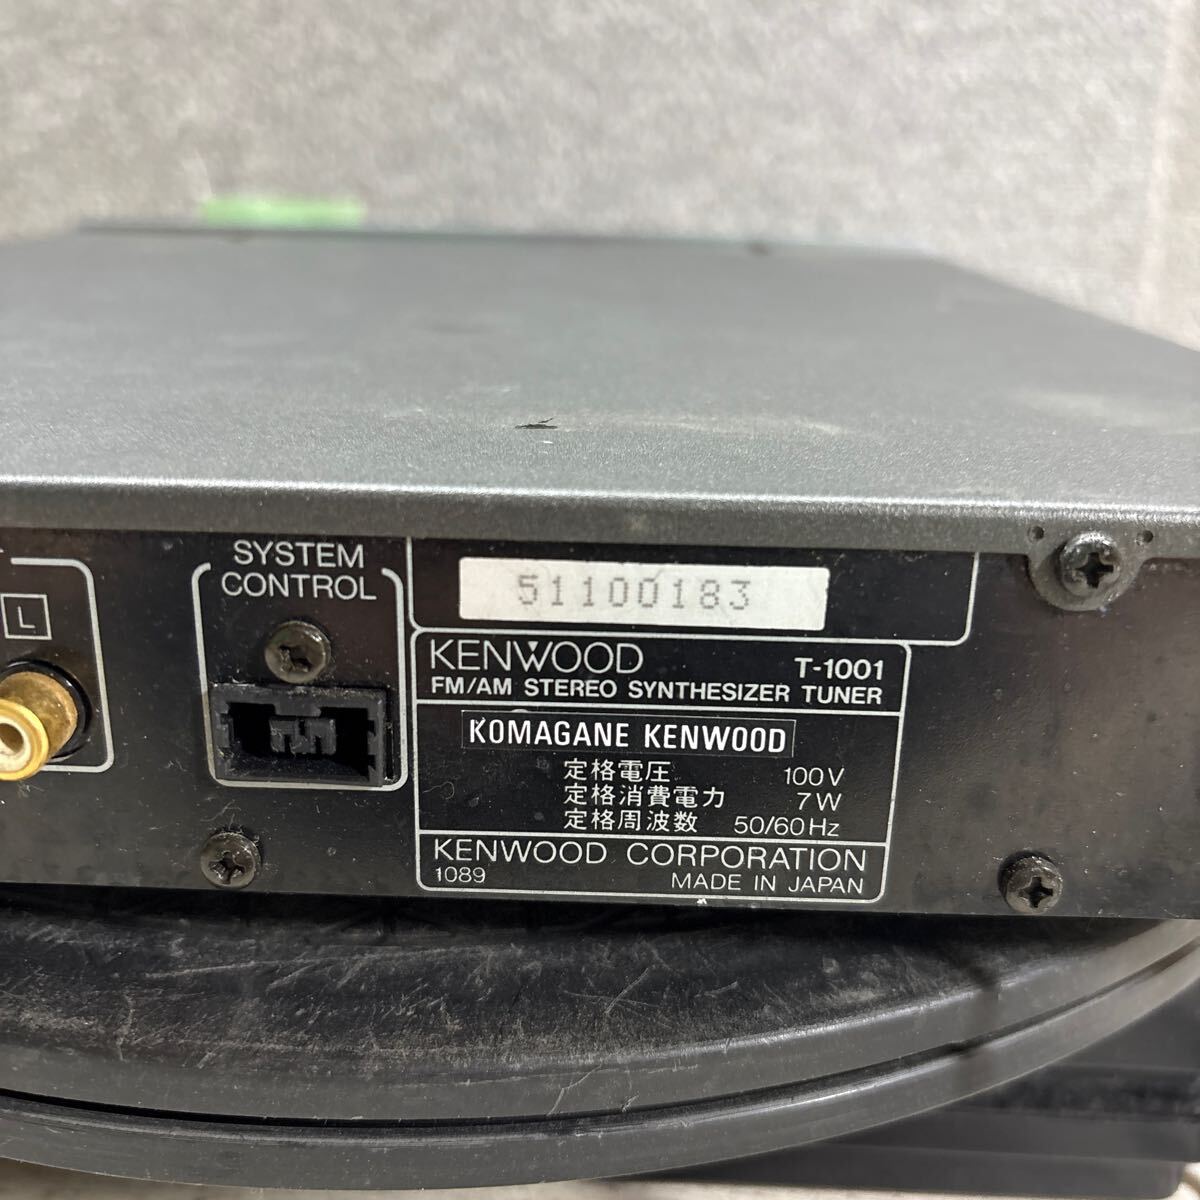 L
SYSTEM
CONTROL
51100183
KENWOOD T-1001
FM/AM STEREO SYNTHESIZER TUNER
KOMAGANE KENWOOD
定格電圧 100V
定格消費電力 7W
定格周波数 50/60Hz
KENWOOD CORPORATION
1089 MADE IN JAPAN